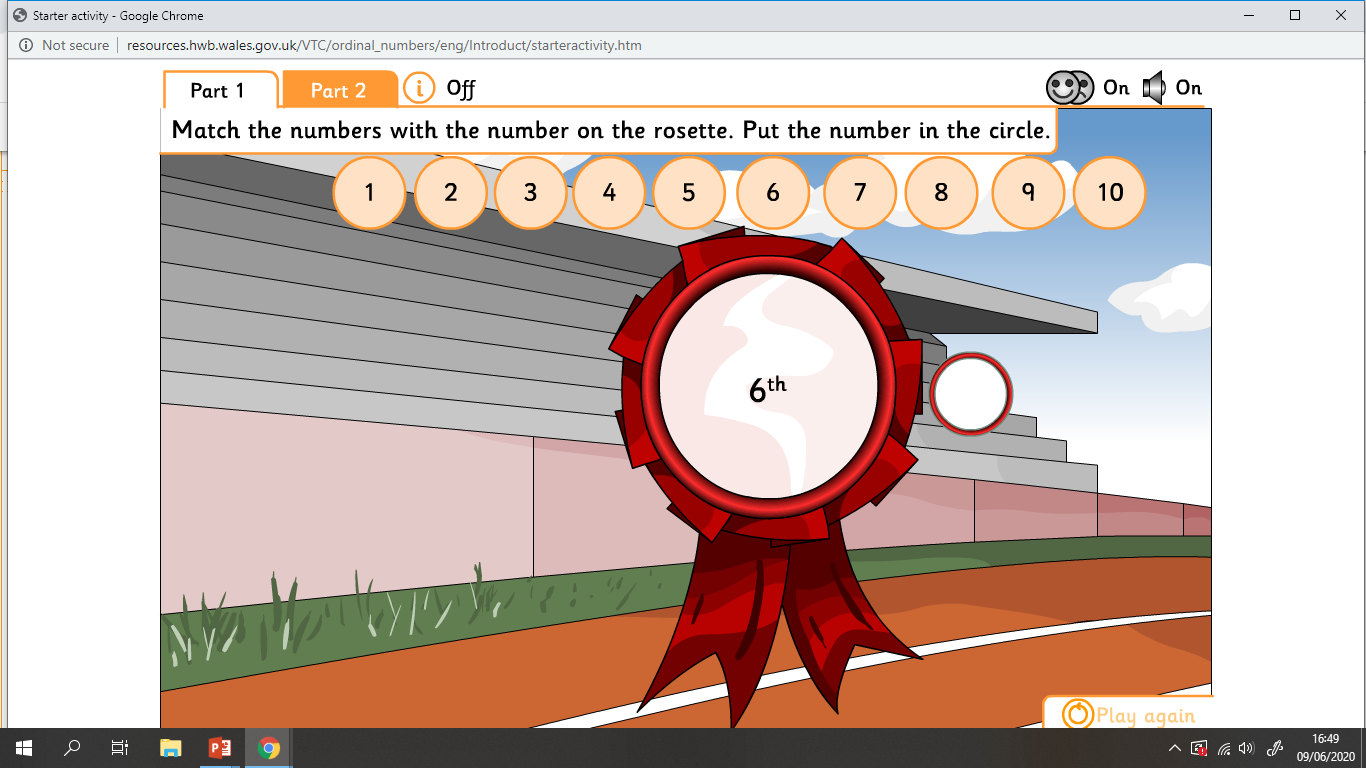 Starter activity - Google Chrome
Not secure resources.hwb.wales.gov.uk/VTC/ordinal_numbers/eng/Introduct/starteractivity.htm
Part 1 Part 2 i Off On On
Match the numbers with the number on the rosette. Put the number in the circle.
1 2 3 4 5 6 7 8 9 10
6th
Play again
16:49
09/06/2020